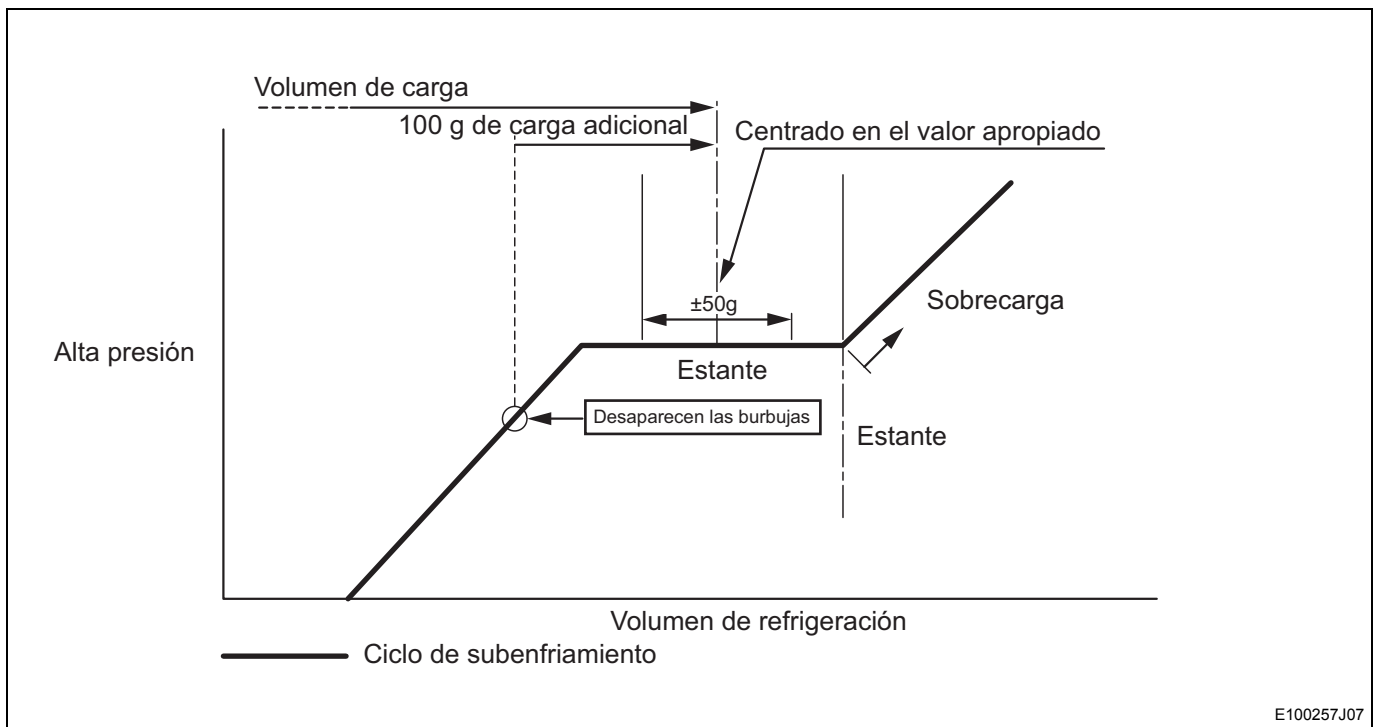 Volumen de carga
100 g de carga adicional
Centrado en el valor apropiado
±50g
Sobrecarga
Alta presión
Estante
Desaparecen las burbujas
Estante
Volumen de refrigeración
Ciclo de subenfriamiento
E100257J07